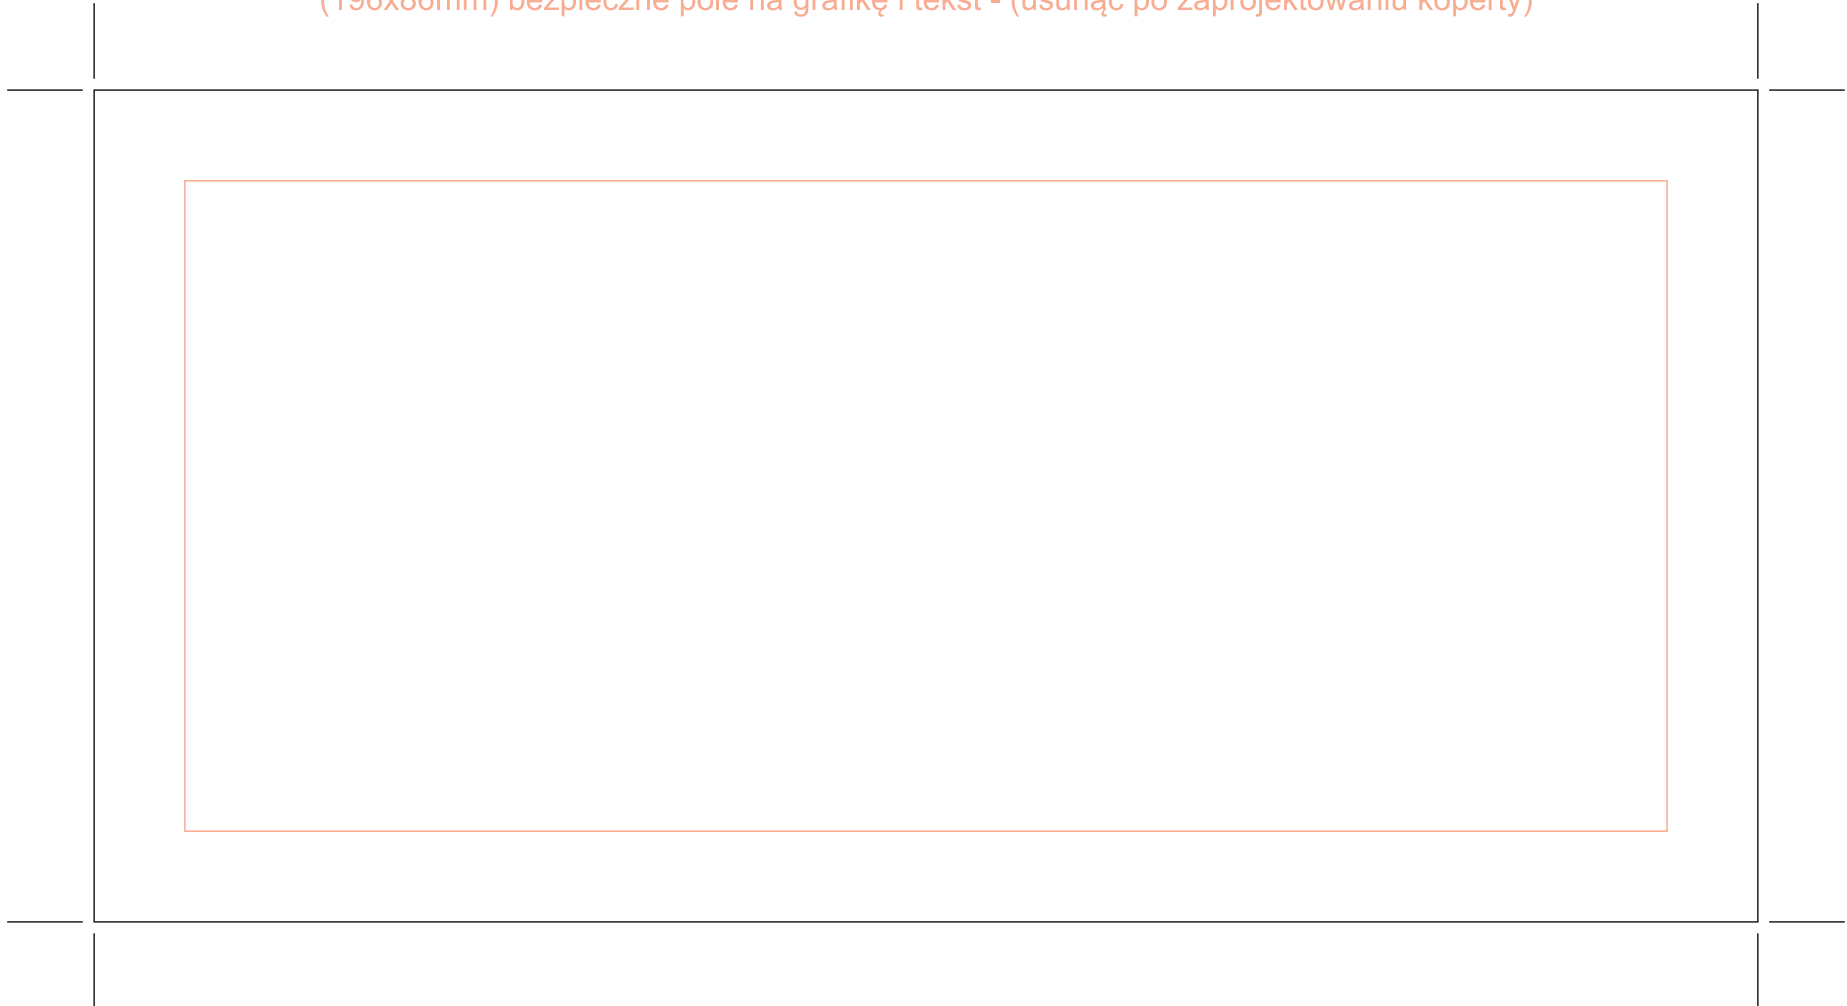 (196x86mm) bezpieczne pole na grafikę i tekst - (usunąć po zaprojektowaniu koperty)